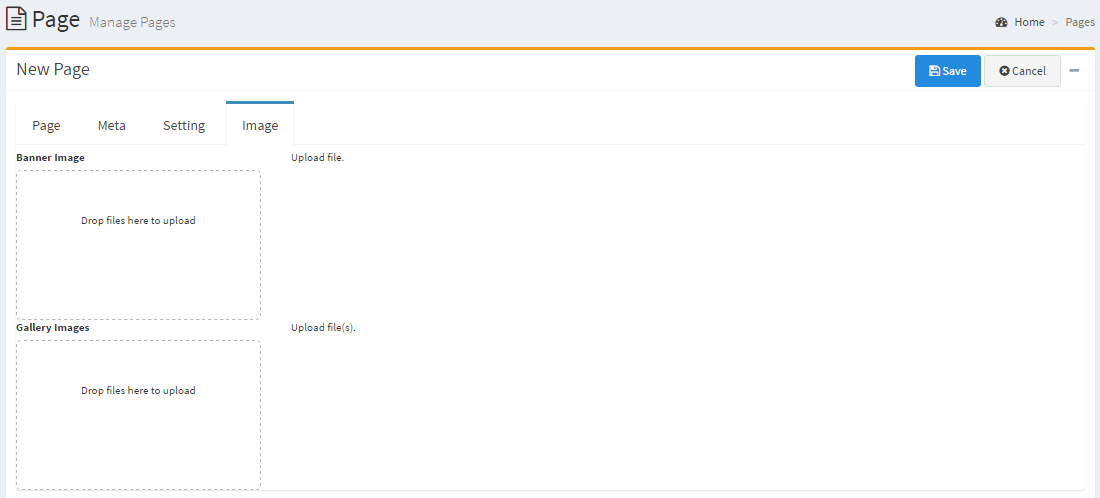 Page Manage Pages
Home > Pages
New Page
Save
Cancel
Page Meta Setting Image
Banner Image
Upload file.
Drop files here to upload
Gallery Images
Upload file(s).
Drop files here to upload